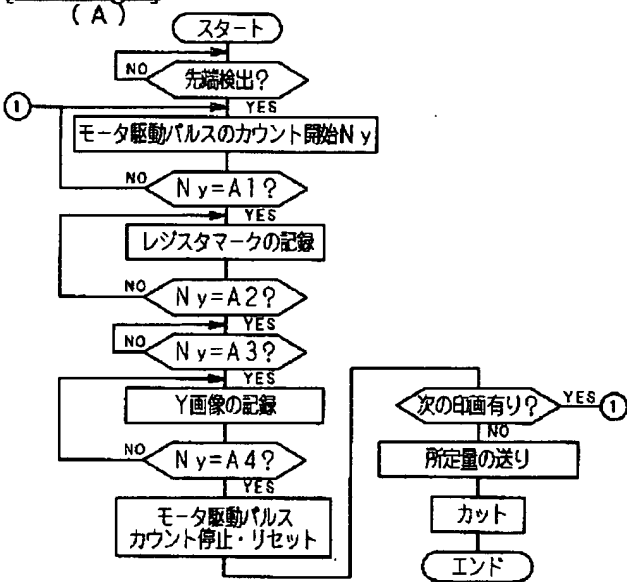 (A)
スタート
先端検出?
NO
YES
①
モータ駆動パルスのカウント開始Ny
Ny=A1?
NO
YES
レジスタマークの記録
Ny=A2?
NO
YES
Ny=A3?
NO
YES
Y画像の記録
Ny=A4?
NO
YES
モータ駆動パルス
カウント停止・リセット
次の印画有り?
YES
①
NO
所定量の送り
カット
エンド